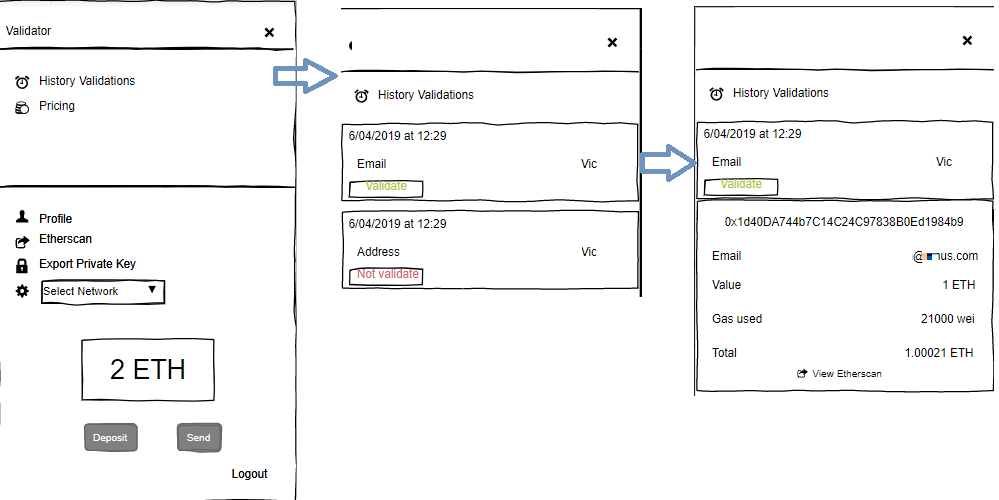 Validator
History Validations
Pricing
Profile
Etherscan
Export Private Key
Select Network
2 ETH
Deposit Send
Logout
History Validations
6/04/2019 at 12:29
Email Vic
Validate
6/04/2019 at 12:29
Address Vic
Not validate
History Validations
6/04/2019 at 12:29
Email Vic
Validate
0x1d40DA744b7C14C24C97838B0Ed1984b9
Email
Value 1 ETH
Gas used 21000 wei
Total 1.00021 ETH
View Etherscan